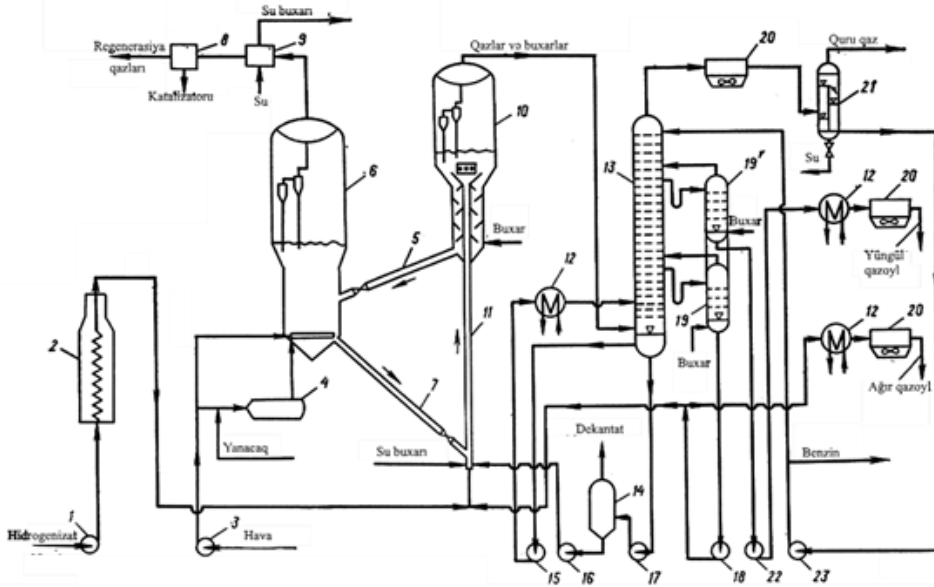 Su buxarı
Regenerasiya
qazları
8
9
Katalizatoru
Su
Qazlar və buxarlar
10
20
Quru qaz
21
Su
6
13
19'
12
20
Buxar
Yüngül
qazoyl
5
Buxar
12
11
19
Buxar
12
20
Ağır qazoyl
2
4
7
Yanacaq
Su buxarı
Dekantat
14
Benzin
1
Hidrogenizat
3
Hava
15
16
17
18
22
23